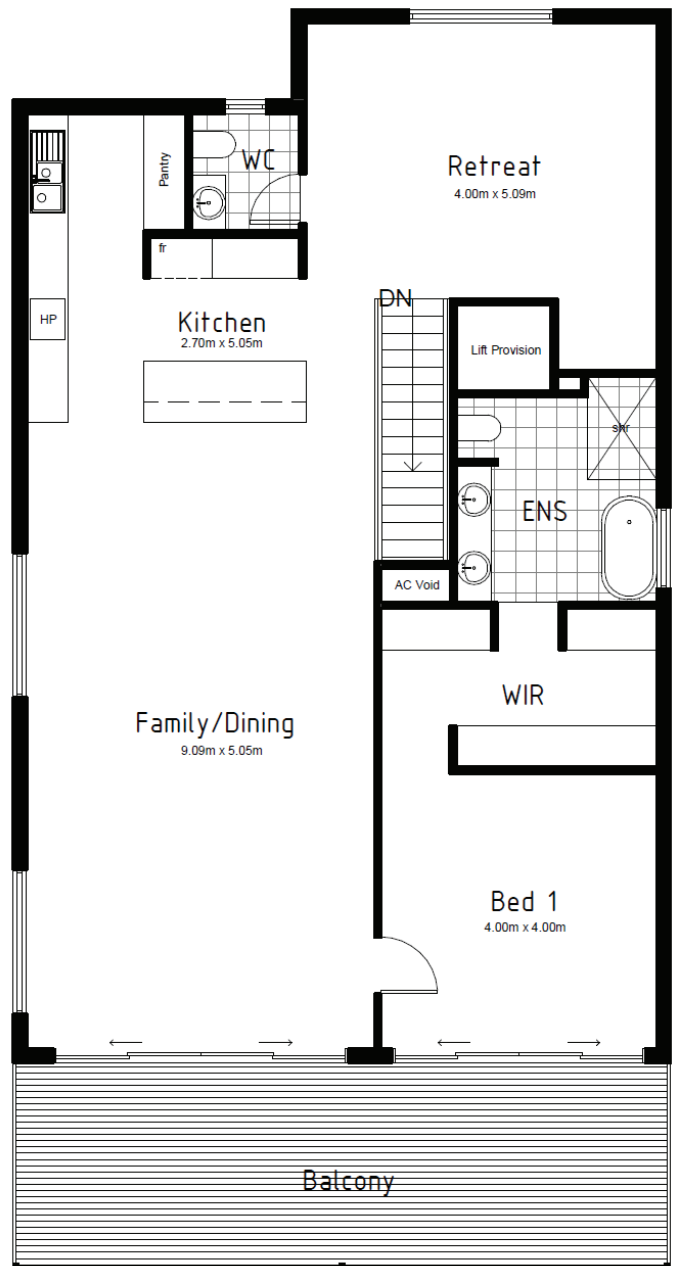 WC
Pantry
Retreat
4.00m x 5.09m
fr
DN
HP
Kitchen
2.70m x 5.05m
Lift Provision
shr
ENS
AC Void
WIR
Family/Dining
9.09m x 5.05m
Bed 1
4.00m x 4.00m
Balcony